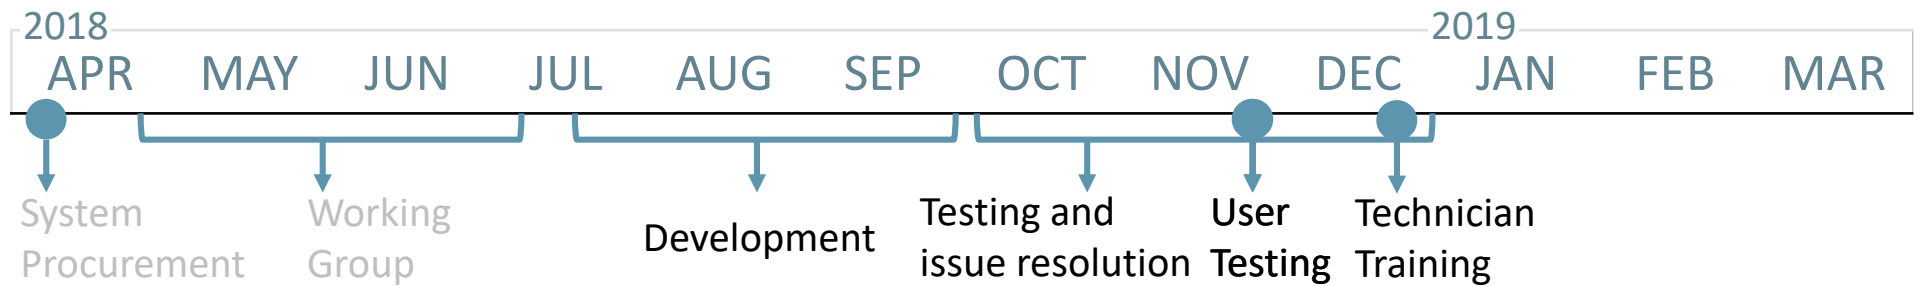 2018 2019
APR MAY JUN JUL AUG SEP OCT NOV DEC JAN FEB MAR
System
Procurement
Working
Group
Development
Testing and
issue resolution
User
Testing
Technician
Training